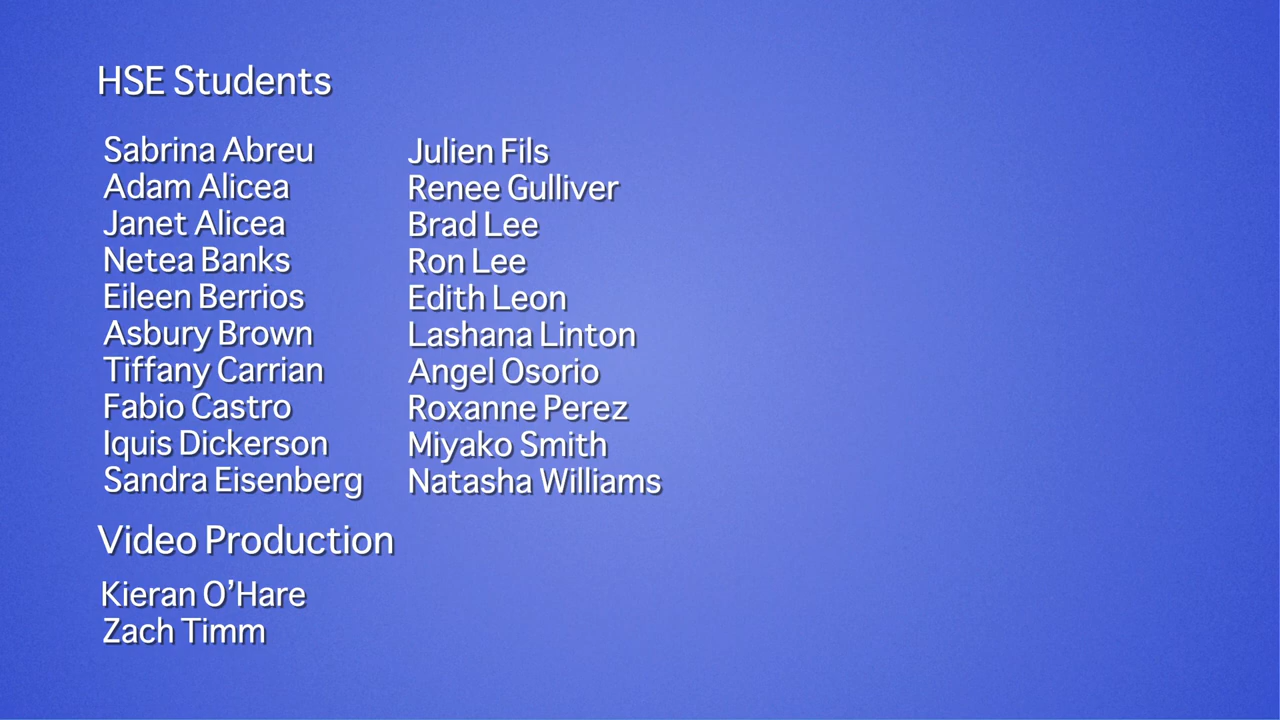 HSE Students
Sabrina Abreu
Adam Alicea
Janet Alicea
Netea Banks
Eileen Berrios
Asbury Brown
Tiffany Carrian
Fabio Castro
Iquis Dickerson
Sandra Eisenberg
Julien Fils
Renee Gulliver
Brad Lee
Ron Lee
Edith Leon
Lashana Linton
Angel Osorio
Roxanne Perez
Miyako Smith
Natasha Williams
Video Production
Kieran O’Hare
Zach Timm